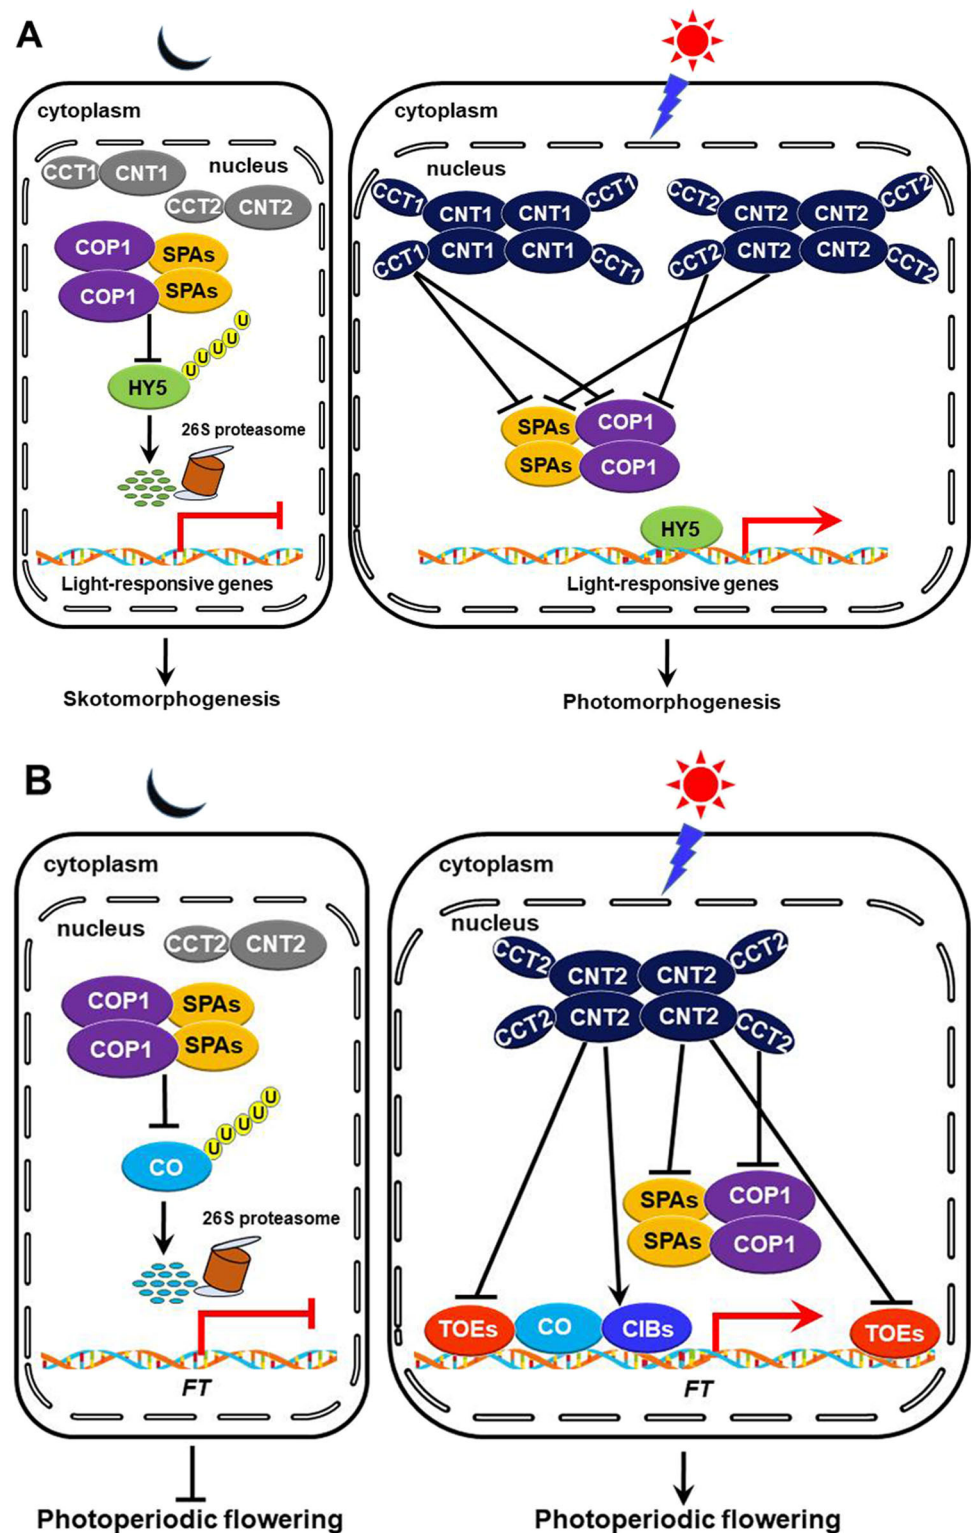 A
cytoplasm
nucleus
CCT1 CNT1
CCT2 CNT2
COP1 SPAs
COP1 SPAs
U
U
U
U
U
HY5
26S proteasome
Light-responsive genes
Skotomorphogenesis
cytoplasm
nucleus
CCT1 CNT1 CNT1 CCT1
CCT1 CNT1 CNT1 CCT1
CCT2 CNT2 CNT2 CCT2
CCT2 CNT2 CNT2 CCT2
SPAs COP1
SPAs COP1
HY5
Light-responsive genes
Photomorphogenesis
B
cytoplasm
nucleus
CCT2 CNT2
COP1 SPAs
COP1 SPAs
U
U
U
U
U
CO
26S proteasome
FT
Photoperiodic flowering
cytoplasm
nucleus
CCT2 CNT2 CNT2 CCT2
CCT2 CNT2 CNT2 CCT2
SPAs COP1
SPAs COP1
TOEs CO CIBs TOEs
FT
Photoperiodic flowering